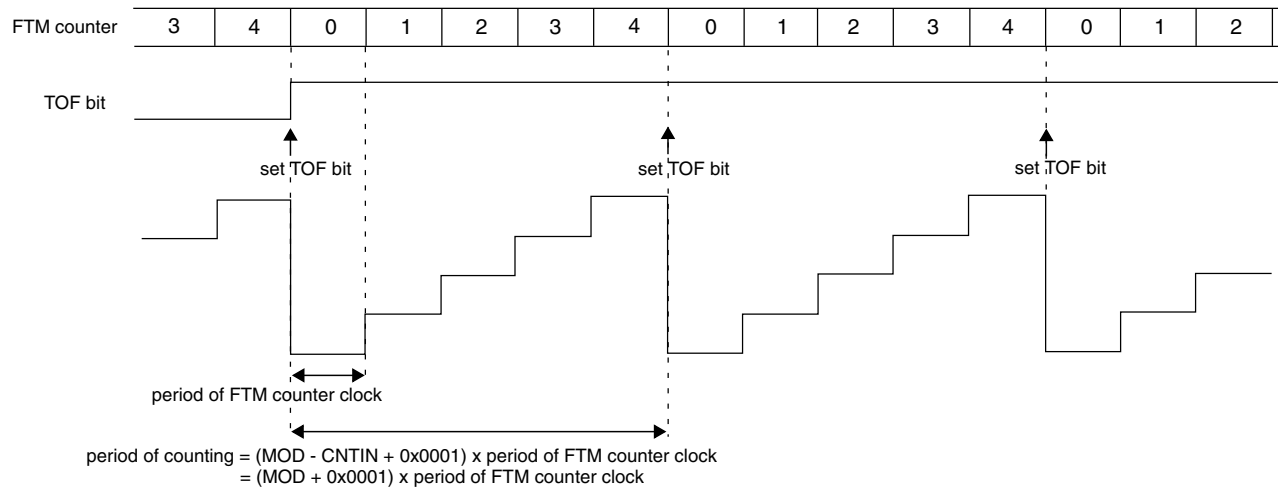 FTM counter 3 4 0 1 2 3 4 0 1 2 3 4 0 1 2
TOF bit
set TOF bit set TOF bit set TOF bit
period of FTM counter clock
period of counting = (MOD - CNTIN + 0x0001) x period of FTM counter clock
= (MOD + 0x0001) x period of FTM counter clock